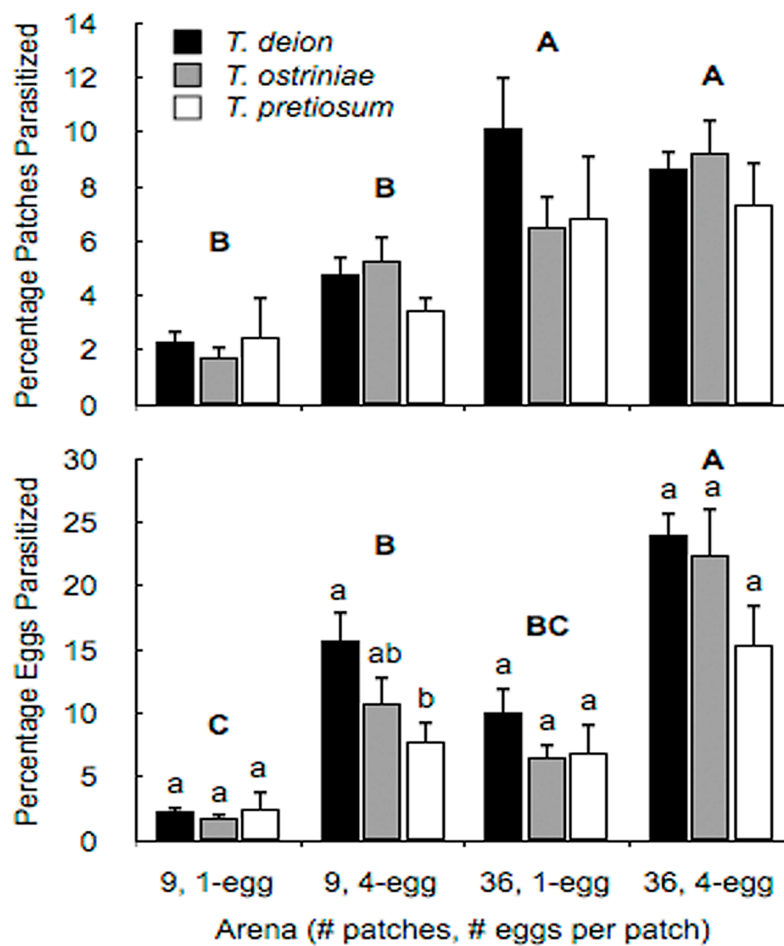 Percentage Patches Parasitized
14
12
10
8
6
4
2
0
T. deion
T. ostriniae
T. pretiosum
B
B
A
A
Percentage Eggs Parasitized
30
25
20
15
10
5
0
C
a a a
B
a ab b
BC
a a a
A
a a a
9, 1-egg 9, 4-egg 36, 1-egg 36, 4-egg
Arena (# patches, # eggs per patch)